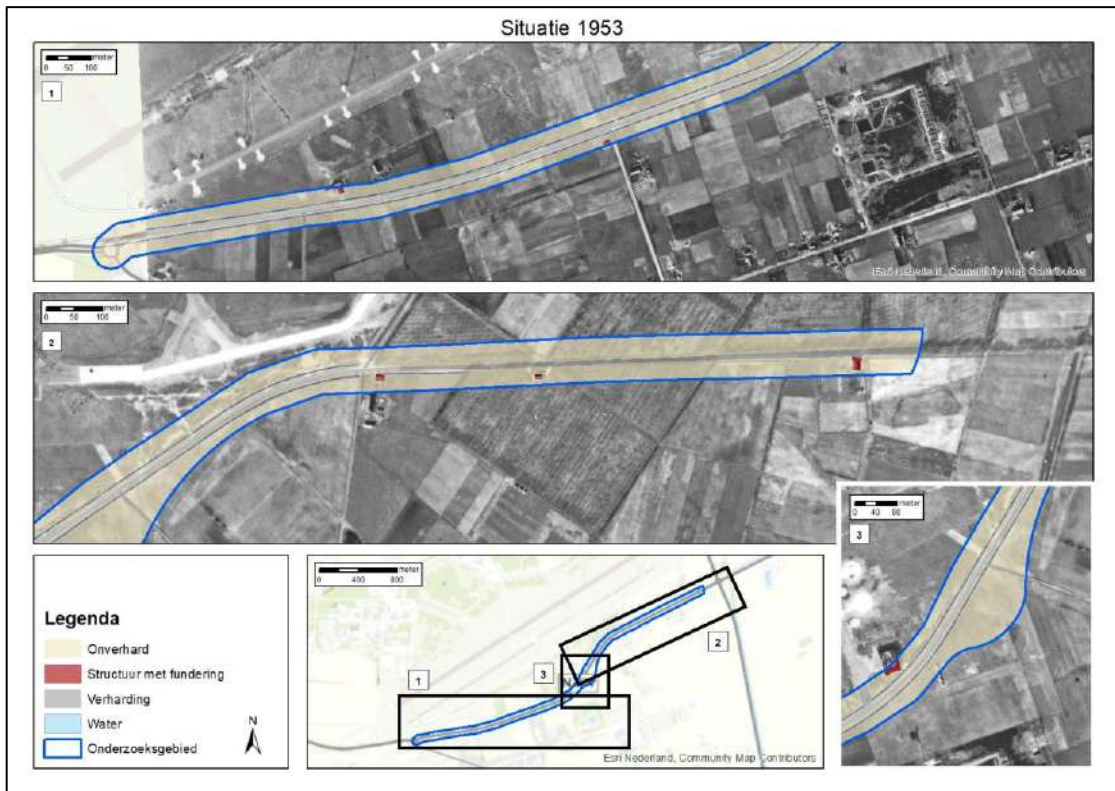 Situatie 1953
meter
0 50 100
1
Esri Nederland, Community Map Contributors
meter
0 50 100
2
meter
0 40 80
3
Legenda
Onverhard
Structuur met fundering
Verharding
Water
Onderzoeksgebied
N
meter
0 400 800
1
2
3
Esri Nederland, Community Map Contributors